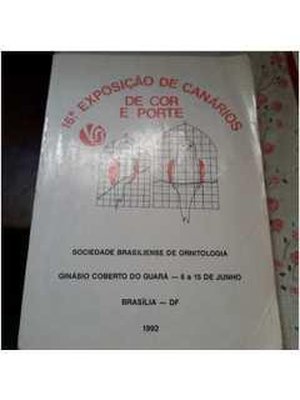 15ª EXPOSIÇÃO DE CANÁRIOS
DE COR
E PORTE
SOCIEDADE BRASILIENSE DE ORNITOLOGIA
GINÁSIO COBERTO DO GUARÁ — 6 a 15 DE JUNHO
BRASÍLIA — DF
1992